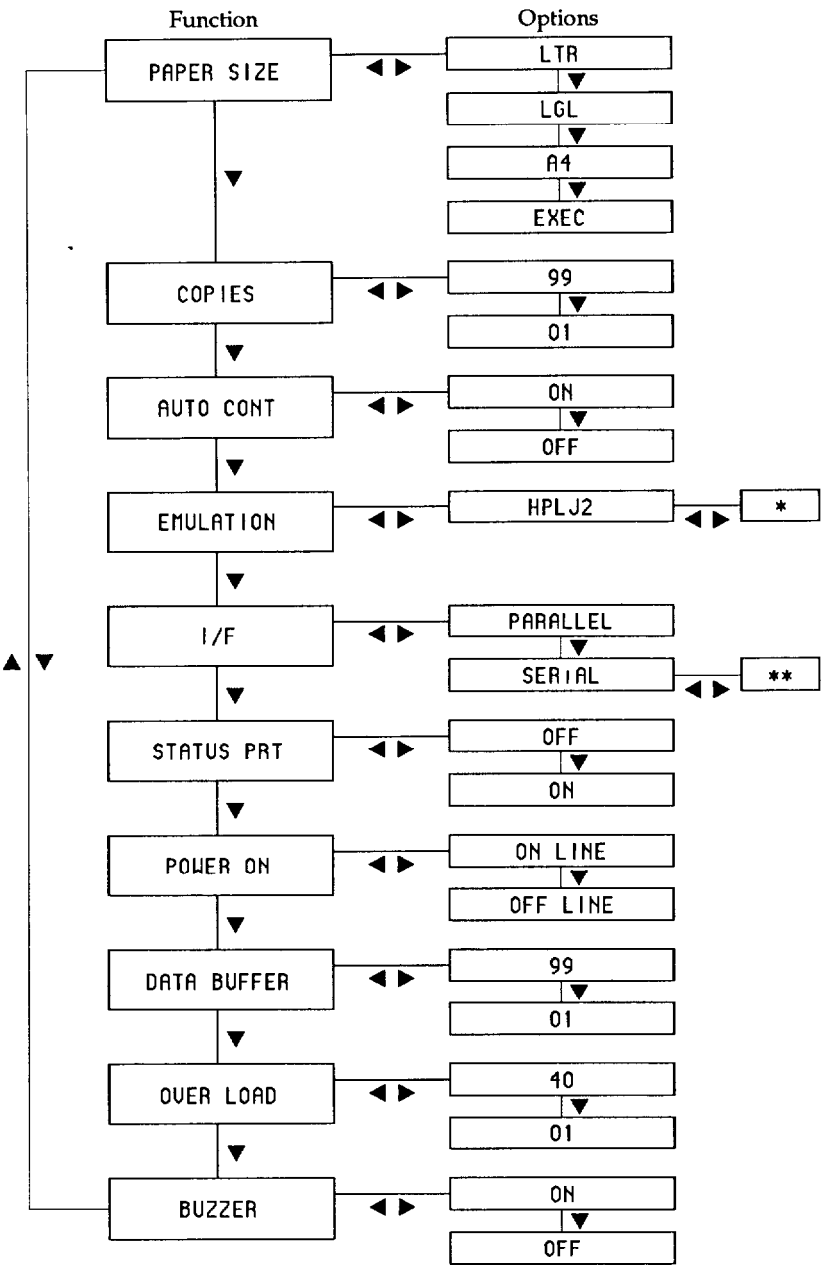 Function Options
PAPER SIZE
LTR
LGL
A4
EXEC
COPIES
99
01
AUTO CONT
ON
OFF
EMULATION
HPLJ2
*
I/F
PARALLEL
SERIAL
**
STATUS PRT
OFF
ON
POWER ON
ON LINE
OFF LINE
DATA BUFFER
99
01
OVER LOAD
40
01
BUZZER
ON
OFF